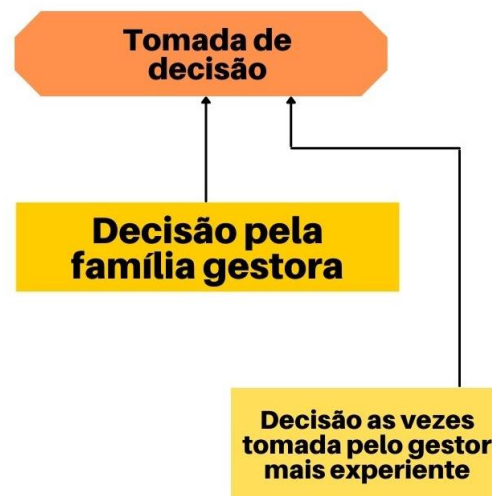 Tomada de
decisão
Decisão pela
família gestora
Decisão as vezes
tomada pelo gestor
mais experiente